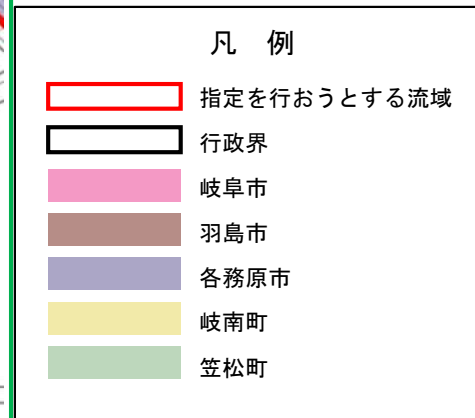 凡 例
指定を行おうとする流域
行政界
岐阜市
羽島市
各務原市
岐南町
笠松町